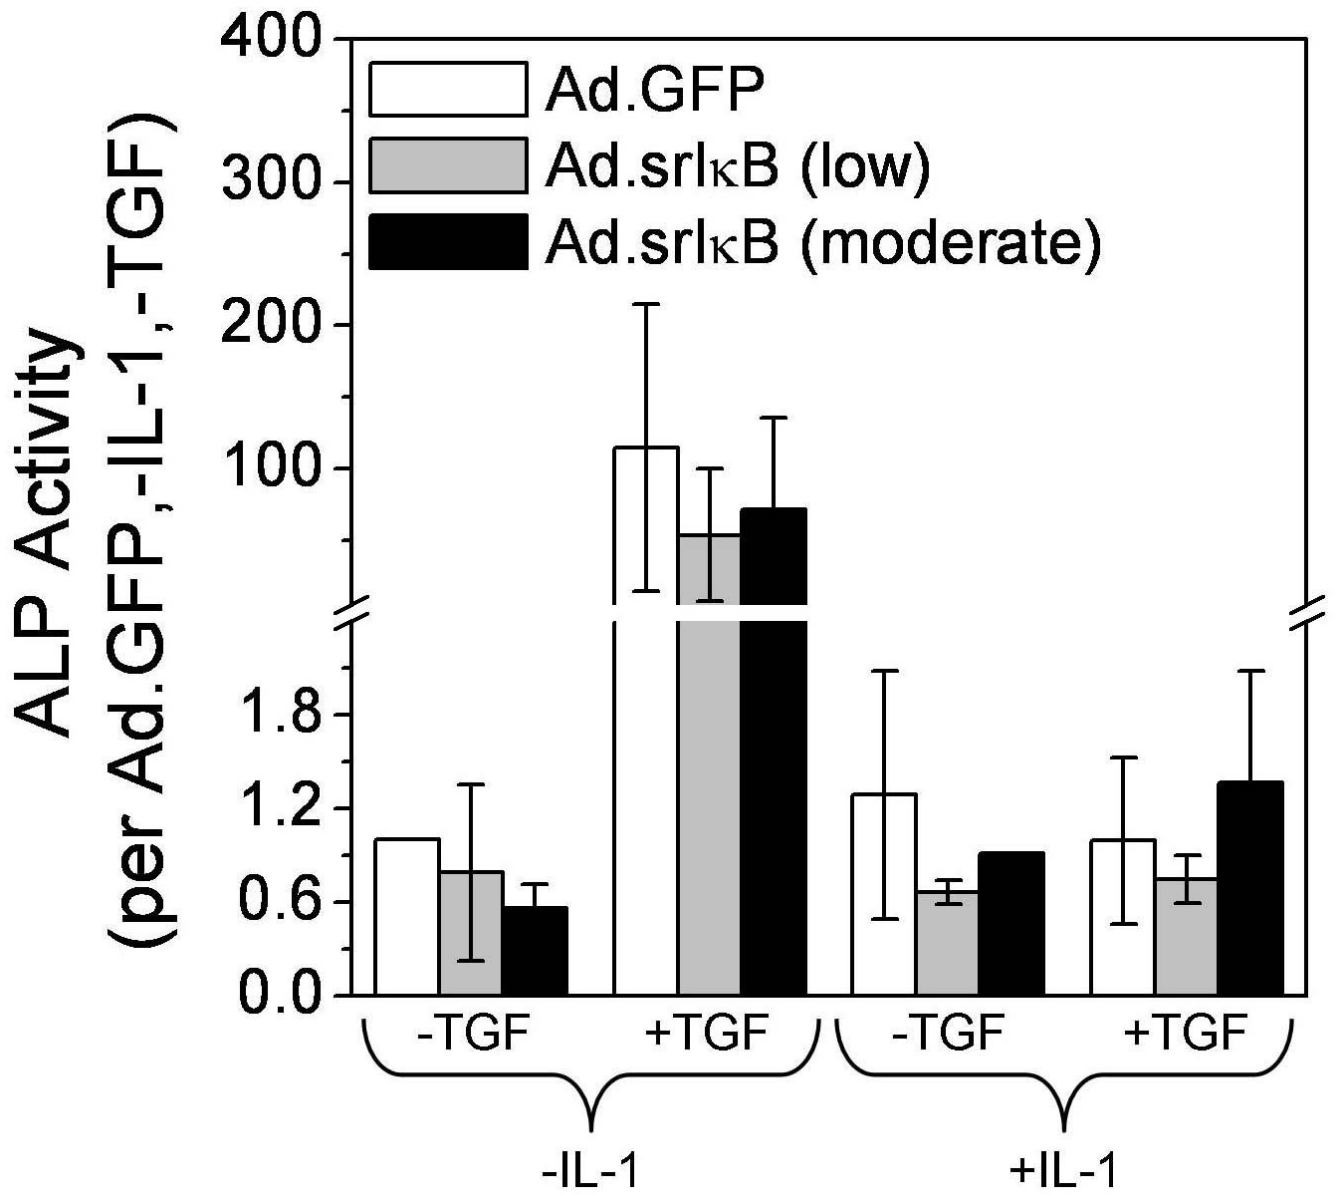 ALP Activity
(per Ad.GFP,-IL-1,-TGF)
400
300
200
100
1.8
1.2
0.6
0.0
Ad.GFP
Ad.srIκB (low)
Ad.srIκB (moderate)
-TGF +TGF -TGF +TGF
-IL-1 +IL-1